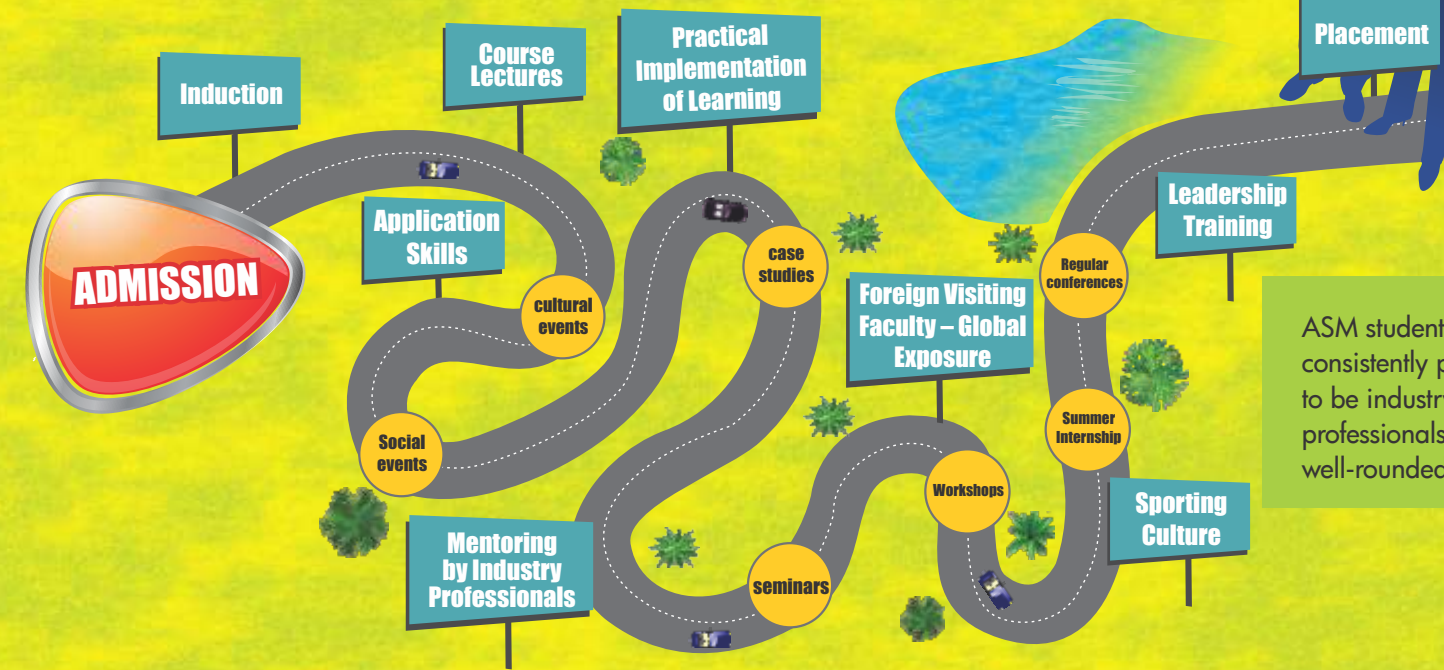 ADMISSION
Induction
Course
Lectures
cultural
events
Application
Skills
Social
events
Practical
Implementation
of Learning
case
studies
Mentoring
by Industry
Professionals
seminars
Foreign Visiting
Faculty – Global
Exposure
Workshops
Sporting
Culture
Summer
Internship
Regular
conferences
Leadership
Training
Placement
ASM student
consistently p
to be industry
professionals
well-rounded